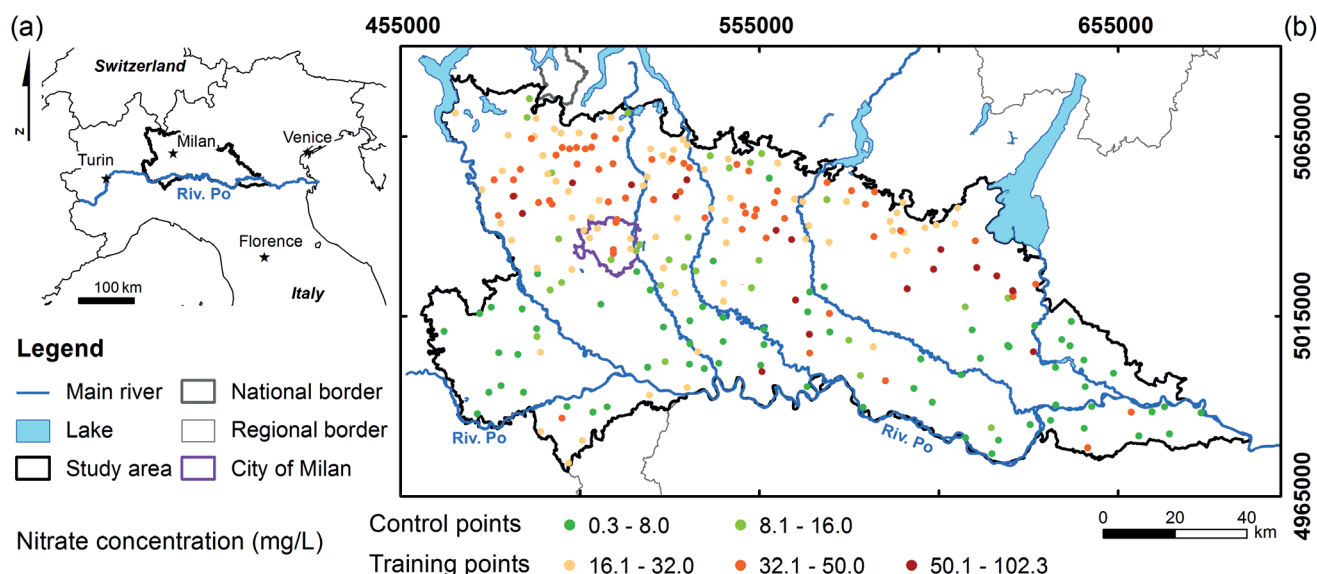 (a)
455000 555000 655000
(b)
Switzerland
N
Milan
Venice
Turin
Riv. Po
Florence
100 km
Italy
5065000
5015000
4965000
Riv. Po
Riv. Po
Legend
Main river National border
Lake Regional border
Study area City of Milan
Nitrate concentration (mg/L)
Control points 0.3 - 8.0 8.1 - 16.0
Training points 16.1 - 32.0 32.1 - 50.0 50.1 - 102.3
0 20 40
km